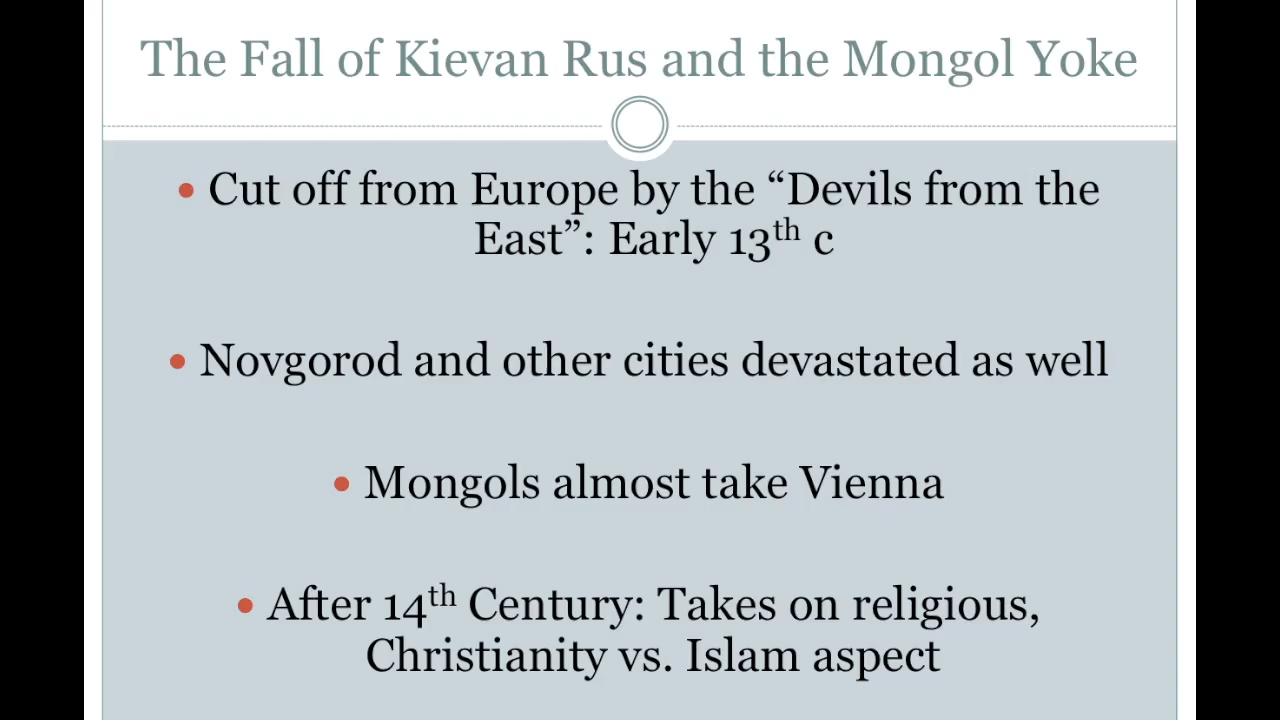 The Fall of Kievan Rus and the Mongol Yoke
• Cut off from Europe by the “Devils from the
East”: Early 13th c
• Novgorod and other cities devastated as well
• Mongols almost take Vienna
• After 14th Century: Takes on religious,
Christianity vs. Islam aspect